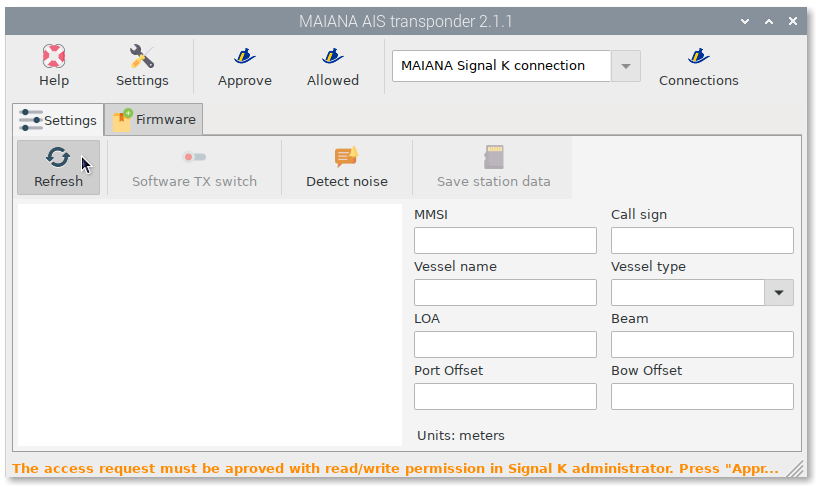 MAIANA AIS transponder 2.1.1
Help
Settings
Approve
Allowed
MAIANA Signal K connection
Connections
Settings
Firmware
Refresh
Software TX switch
Detect noise
Save station data
MMSI
Call sign
Vessel name
Vessel type
LOA
Beam
Port Offset
Bow Offset
Units: meters
The access request must be aproved with read/write permission in Signal K administrator. Press "Appr...